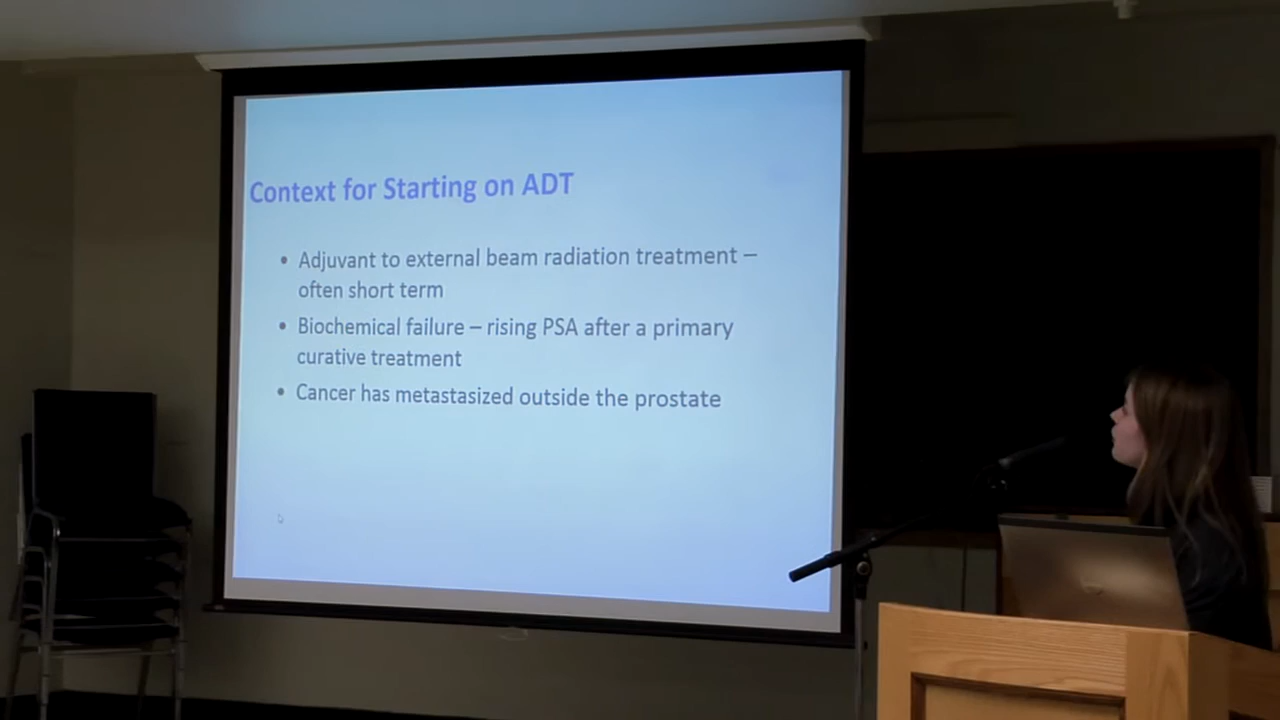 Context for Starting on ADT
• Adjuvant to external beam radiation treatment –
often short term
• Biochemical failure – rising PSA after a primary
curative treatment
• Cancer has metastasized outside the prostate